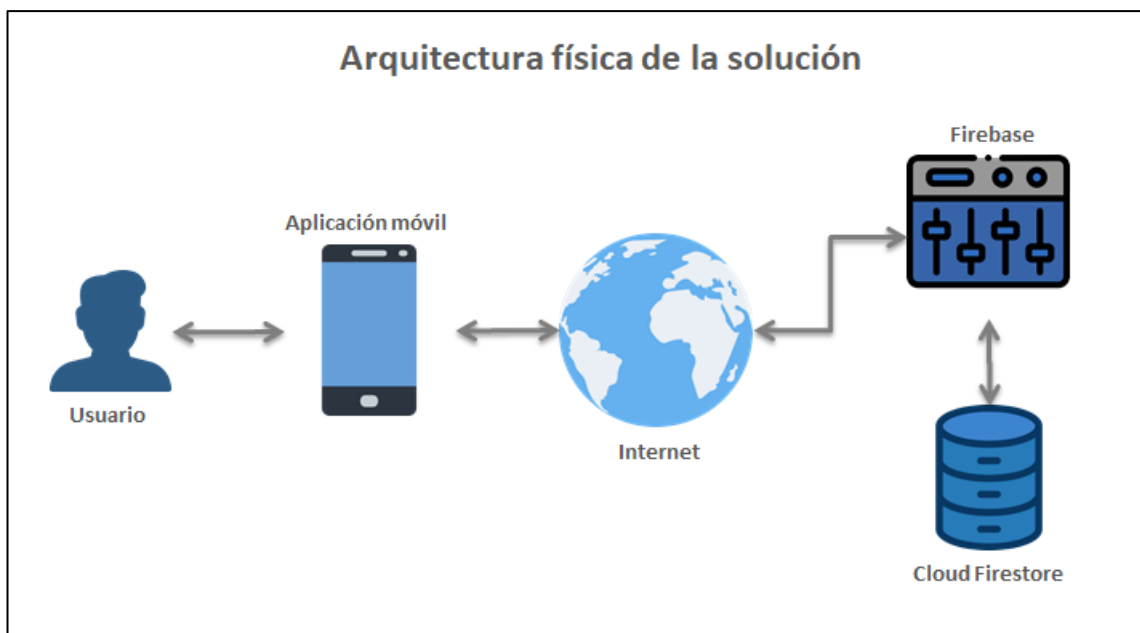 Arquitectura física de la solución
Firebase
Aplicación móvil
Usuario
Internet
Cloud Firestore